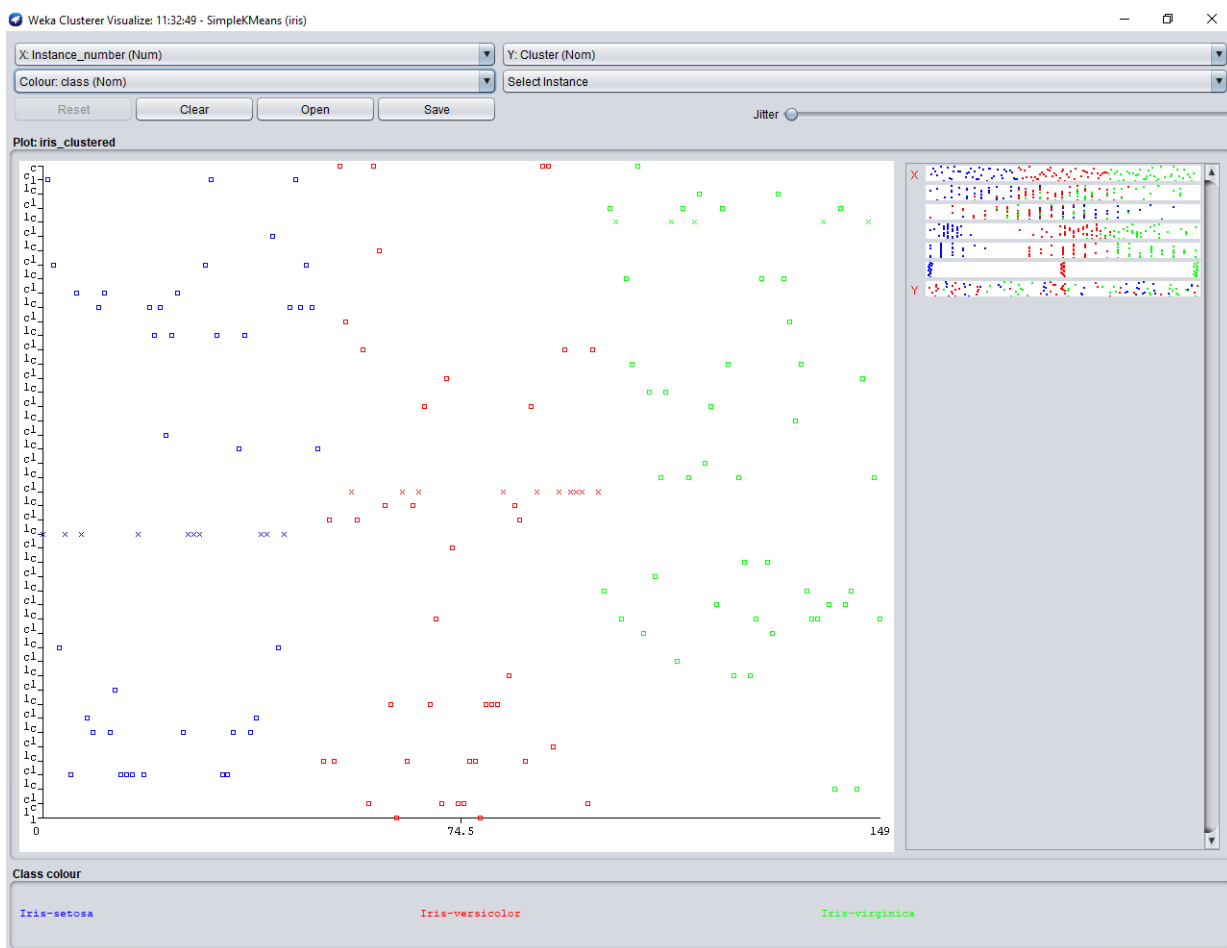 Weka Clusterer Visualize: 11:32:49 - SimpleKMeans (iris)
X: Instance_number (Num)
Y: Cluster (Nom)
Colour: class (Nom)
Select Instance
Reset
Clear
Open
Save
Jitter
Plot: iris_clustered
X
Y
0
74.5
149
Class colour
Iris-setosa
Iris-versicolor
Iris-virginica